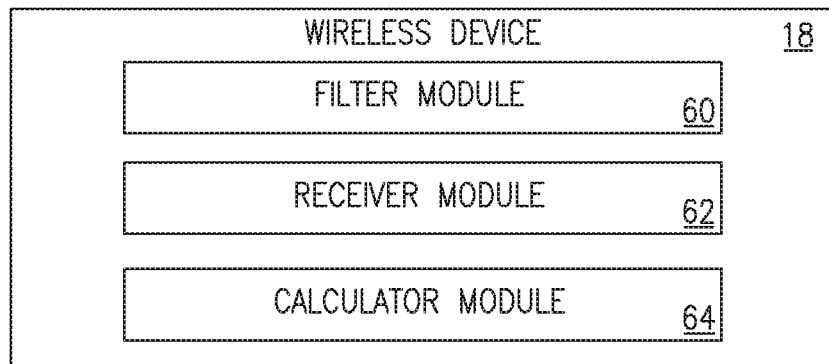 WIRELESS DEVICE 18
FILTER MODULE 60
RECEIVER MODULE 62
CALCULATOR MODULE 64